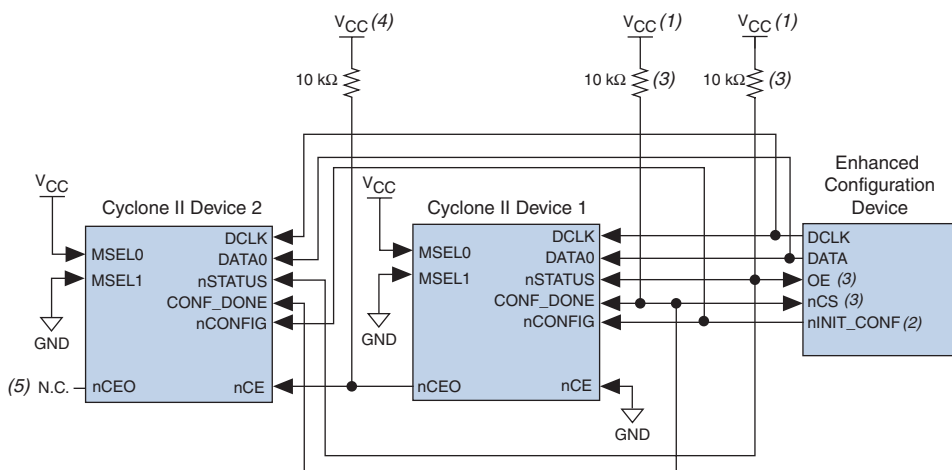 VCC (4)
VCC (1)
VCC (1)
10 kΩ
10 kΩ (3)
10 kΩ (3)
Enhanced
Configuration
Device
VCC
Cyclone II Device 2
VCC
Cyclone II Device 1
MSEL0
MSEL1
GND
DCLK
DATA0
nSTATUS
CONF_DONE
nCONFIG
(5) N.C.
nCEO
nCE
MSEL0
MSEL1
GND
DCLK
DATA0
nSTATUS
CONF_DONE
nCONFIG
nCEO
nCE
GND
DCLK
DATA
OE (3)
nCS (3)
nINIT_CONF (2)